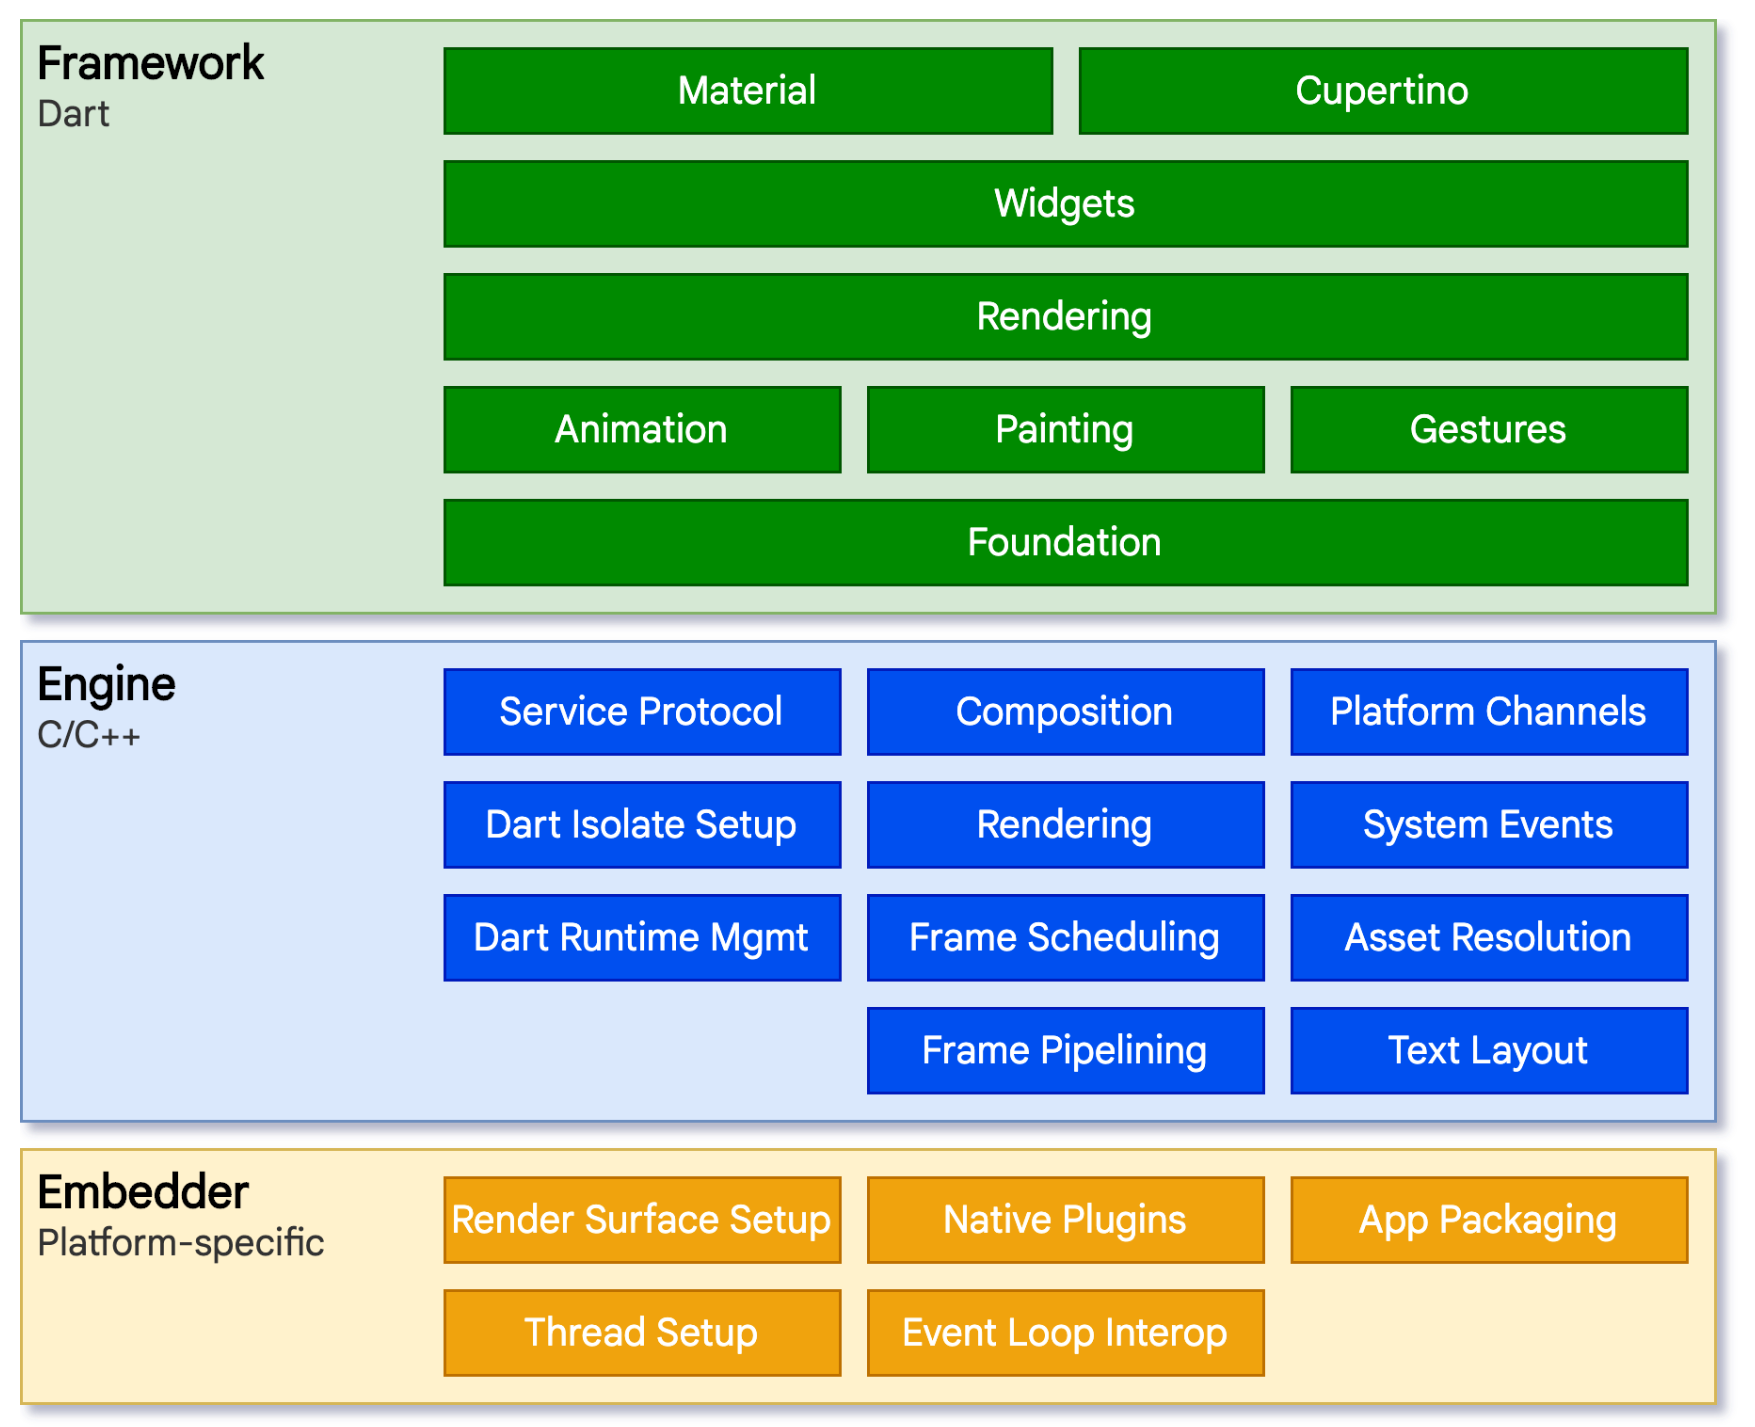 Framework
Dart
Material
Cupertino
Widgets
Rendering
Animation
Painting
Gestures
Foundation
Engine
C/C++
Service Protocol
Composition
Platform Channels
Dart Isolate Setup
Rendering
System Events
Dart Runtime Mgmt
Frame Scheduling
Asset Resolution
Frame Pipelining
Text Layout
Embedder
Platform-specific
Render Surface Setup
Native Plugins
App Packaging
Thread Setup
Event Loop Interop